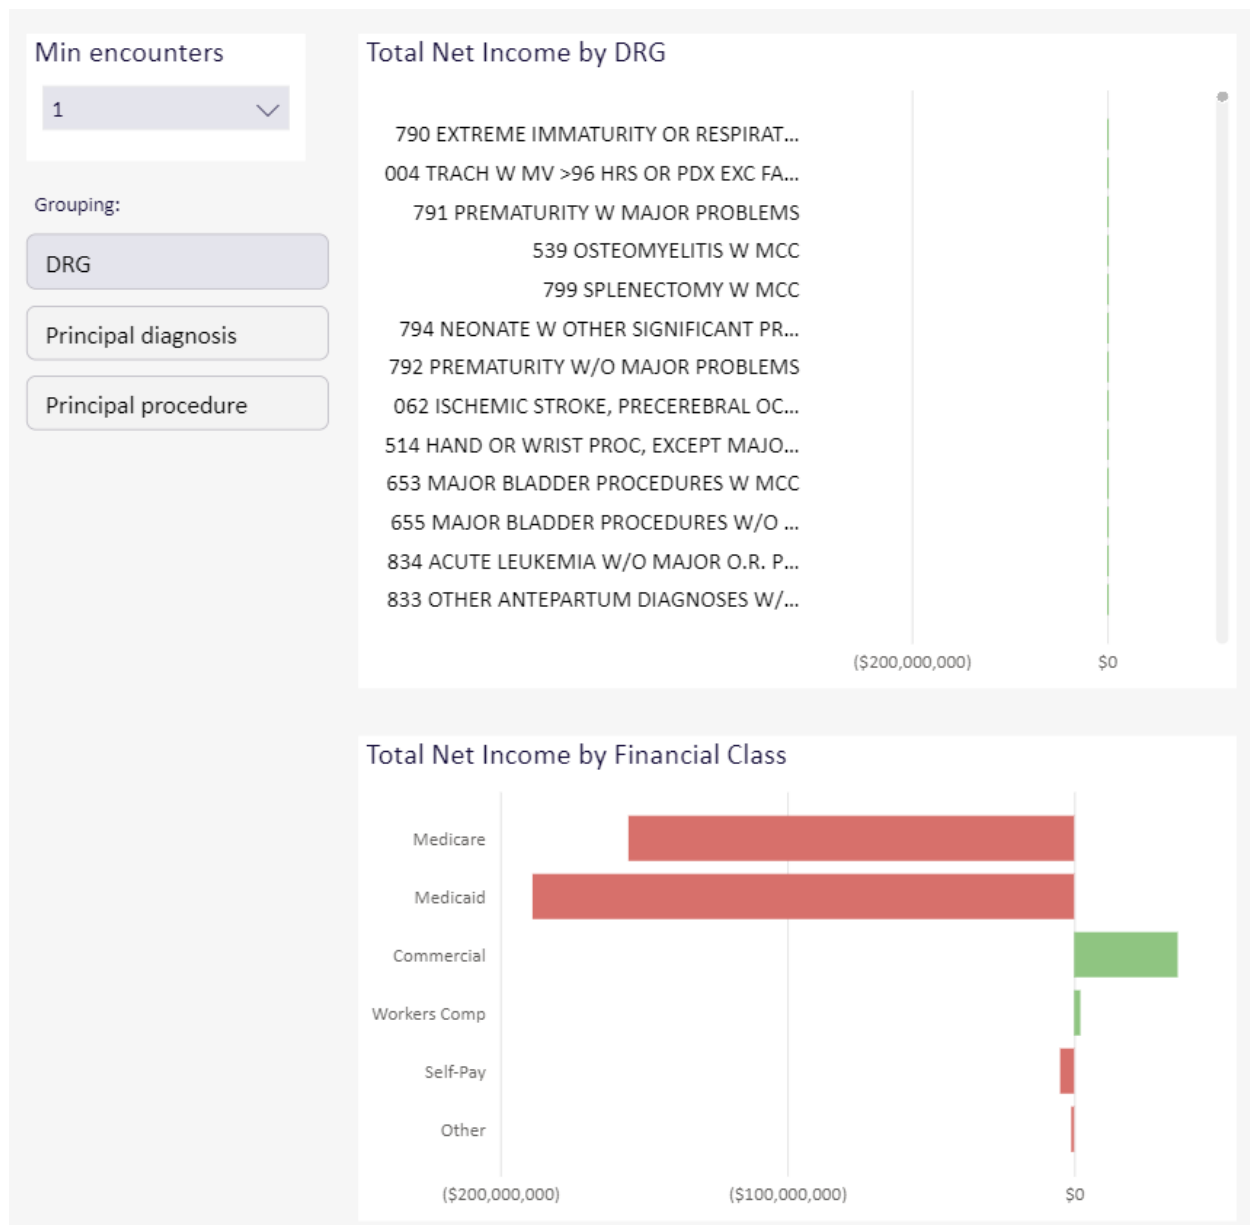 Min encounters
1
Grouping:
DRG
Principal diagnosis
Principal procedure
Total Net Income by DRG
790 EXTREME IMMATURITY OR RESPIRAT...
004 TRACH W MV >96 HRS OR PDX EXC FA...
791 PREMATURITY W MAJOR PROBLEMS
539 OSTEOMYELITIS W MCC
799 SPLENECTOMY W MCC
794 NEONATE W OTHER SIGNIFICANT PR...
792 PREMATURITY W/O MAJOR PROBLEMS
062 ISCHEMIC STROKE, PRECEREBRAL OC...
514 HAND OR WRIST PROC, EXCEPT MAJO...
653 MAJOR BLADDER PROCEDURES W MCC
655 MAJOR BLADDER PROCEDURES W/O ...
834 ACUTE LEUKEMIA W/O MAJOR O.R. P...
833 OTHER ANTEPARTUM DIAGNOSES W/...
($200,000,000) $0
Total Net Income by Financial Class
Medicare
Medicaid
Commercial
Workers Comp
Self-Pay
Other
($200,000,000) ($100,000,000) $0